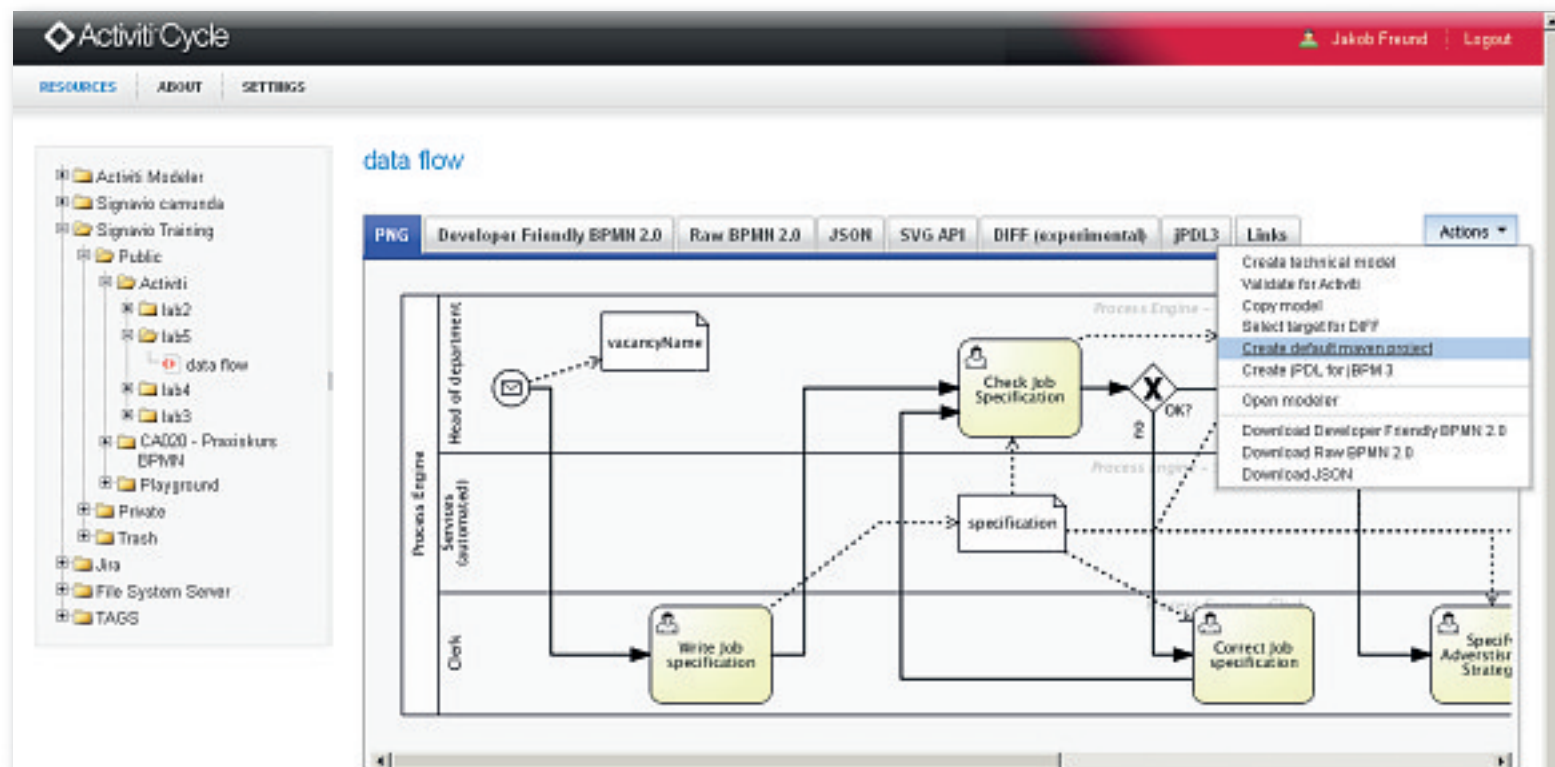 Activiti Cycle
Jakob Freund
Logout
RESOURCES
ABOUT
SETTINGS
Activiti Modeler
Signavio camunda
Signavio Training
Public
Activiti
lab2
lab5
data flow
lab4
lab3
CA020 - Praxiskurs
BPMN
Playground
Private
Trash
Jira
File System Server
TAGS
data flow
PNG
Developer Friendly BPMN 2.0
Raw BPMN 2.0
JSON
SVG API
DIFF (experimental)
jPDL3
Links
Actions
Create technical model
Validate for Activiti
Copy model
Select target for DIFF
Create default maven project
Create jPDL for jBPM 3
Open modeler
Download Developer Friendly BPMN 2.0
Download Raw BPMN 2.0
Download JSON
Process Engine
Head of department
Process Engine -
vacancyName
Check Job
Specification
X
OK?
no
Services
(automated)
Process Engine -
specification
Clerk
Write Job
specification
Correct Job
specification
Specify
Adverstisr
Strateg